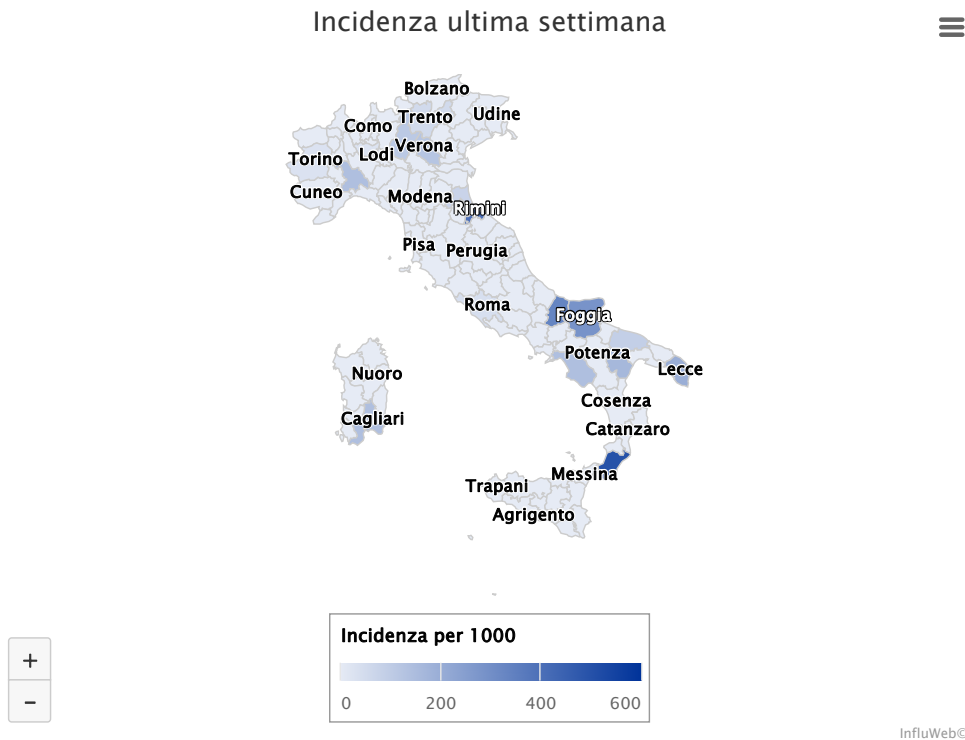 Incidenza ultima settimana
Bolzano
Trento
Udine
Como
Verona
Lodi
Torino
Cuneo
Modena
Rimini
Pisa
Perugia
Roma
Foggia
Potenza
Lecce
Nuoro
Cosenza
Cagliari
Catanzaro
Messina
Trapani
Agrigento
Incidenza per 1000
0 200 400 600
+
−
InfluWeb©